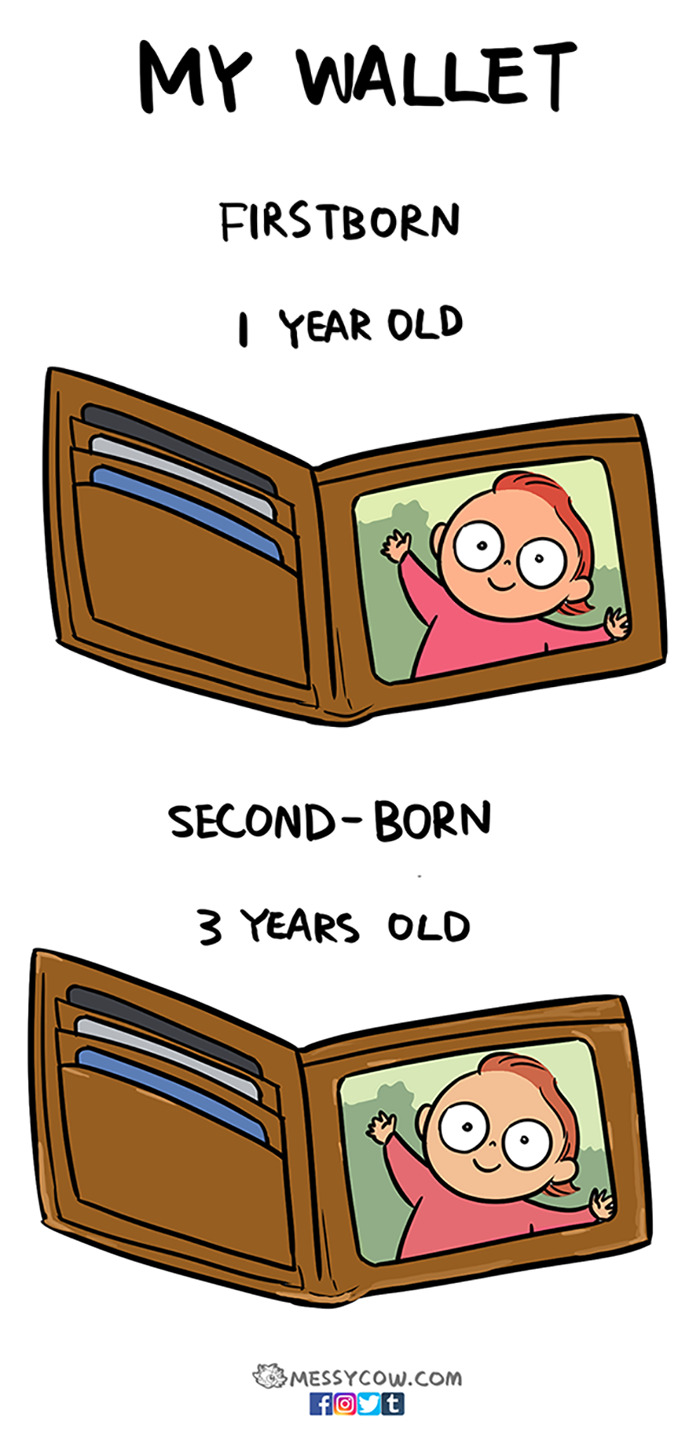 MY WALLET
FIRSTBORN
1 YEAR OLD
SECOND-BORN
3 YEARS OLD
MESSYCOW.COM
f t